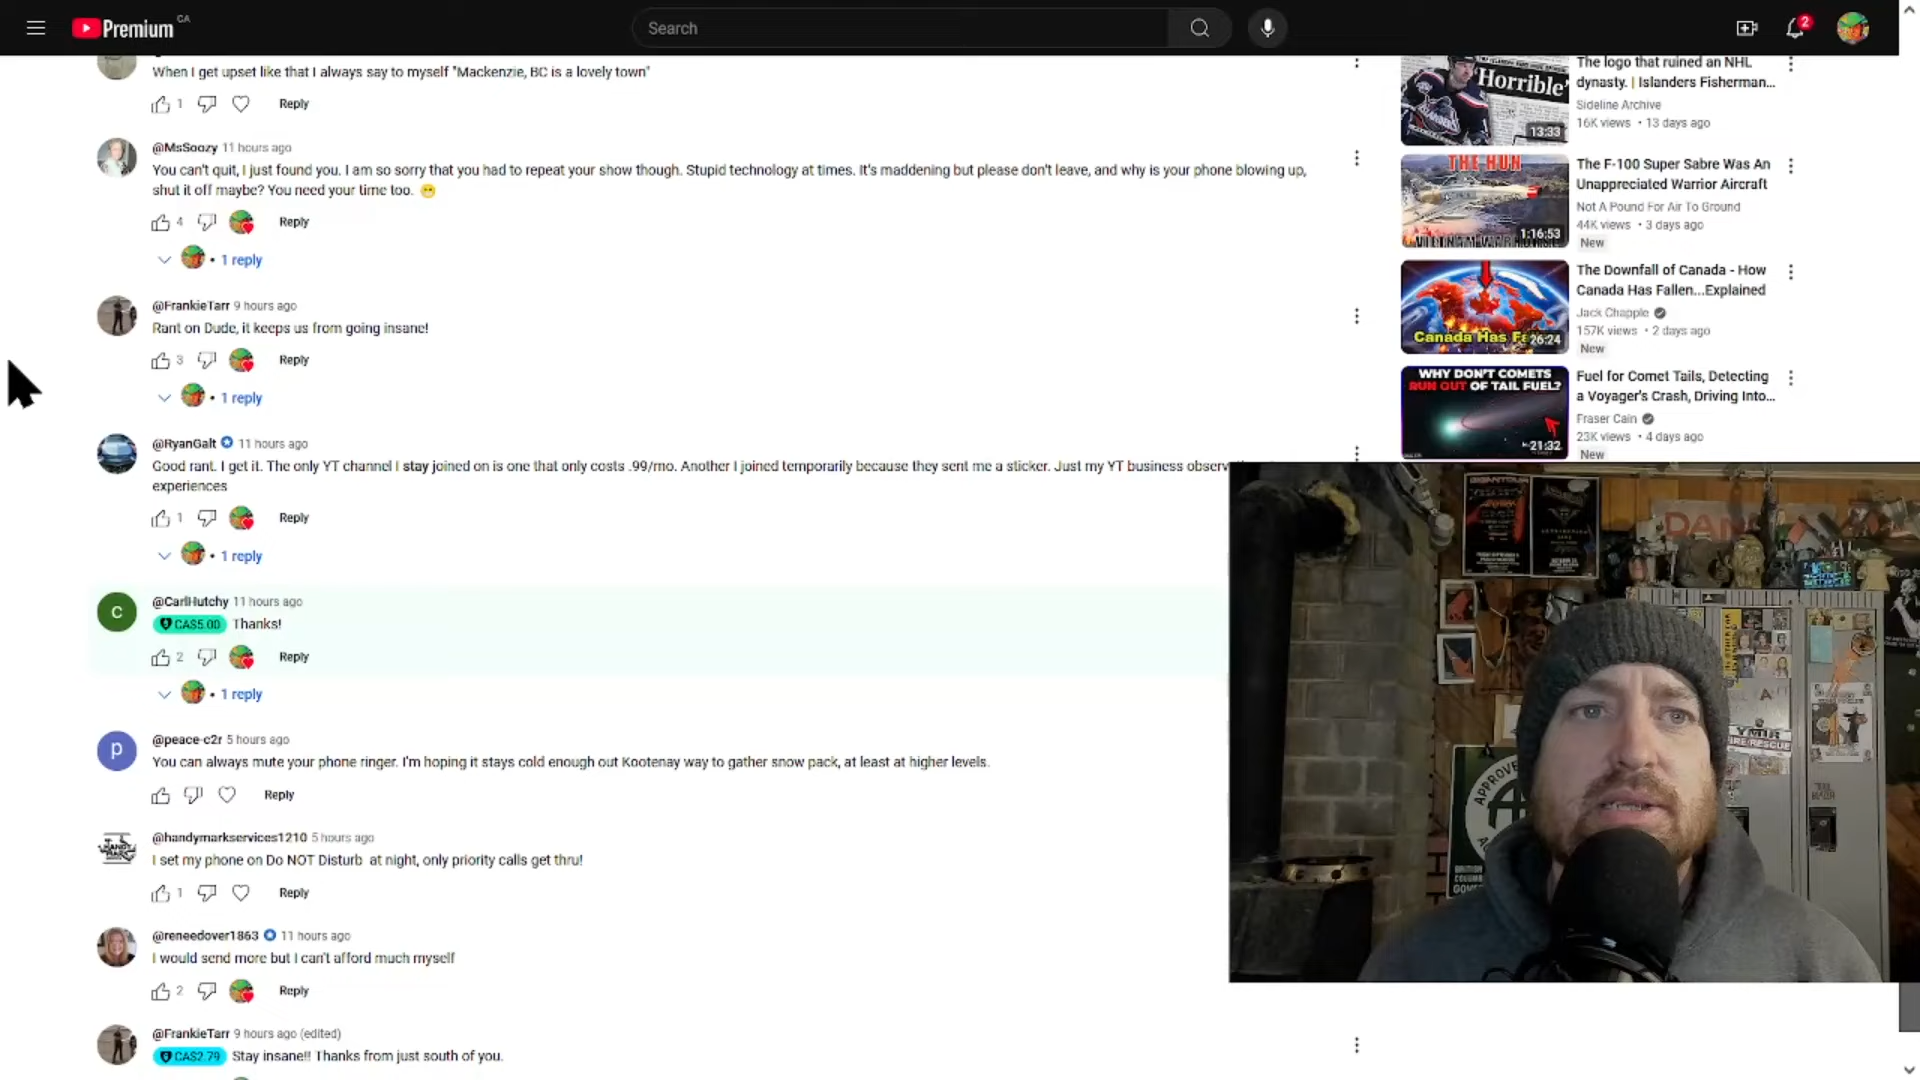 Premium CA
Search
2
When I get upset like that I always say to myself "Mackenzie, BC is a lovely town"
1 Reply
@MsSoozy 11 hours ago
You can't quit, I just found you. I am so sorry that you had to repeat your show though. Stupid technology at times. It's maddening but please don't leave, and why is your phone blowing up,
shut it off maybe? You need your time too. 😁
4 Reply
1 reply
@FrankieTarr 9 hours ago
Rant on Dude, it keeps us from going insane!
3 Reply
1 reply
@RyanGalt 11 hours ago
Good rant. I get it. The only YT channel I stay joined on is one that only costs .99/mo. Another I joined temporarily because they sent me a sticker. Just my YT business
experiences
1 Reply
1 reply
C
@CarlHutchy 11 hours ago
CA$5.00 Thanks!
2 Reply
1 reply
p
@peace-c2r 5 hours ago
You can always mute your phone ringer. I'm hoping it stays cold enough out Kootenay way to gather snow pack, at least at higher levels.
Reply
@handymarkservices1210 5 hours ago
I set my phone on Do NOT Disturb at night, only priority calls get thru!
1 Reply
@reneedover1863 11 hours ago
I would send more but I can't afford much myself
2 Reply
@FrankieTarr 9 hours ago (edited)
CA$2.79 Stay insane!! Thanks from just south of you.
Horrible'
13:33
The logo that ruined an NHL
dynasty. | Islanders Fisherman...
Sideline Archive
16K views • 13 days ago
THE HUN
1:16:53
The F-100 Super Sabre Was An
Unappreciated Warrior Aircraft
Not A Pound For Air To Ground
44K views • 3 days ago
New
Canada Has
26:24
The Downfall of Canada - How
Canada Has Fallen...Explained
Jack Chapple
157K views • 2 days ago
New
WHY DON'T COMETS
RUN OUT OF TAIL FUEL?
21:32
Fuel for Comet Tails, Detecting
a Voyager's Crash, Driving Into...
Fraser Cain
23K views • 4 days ago
New
YMIR
FIRE/RESCUE